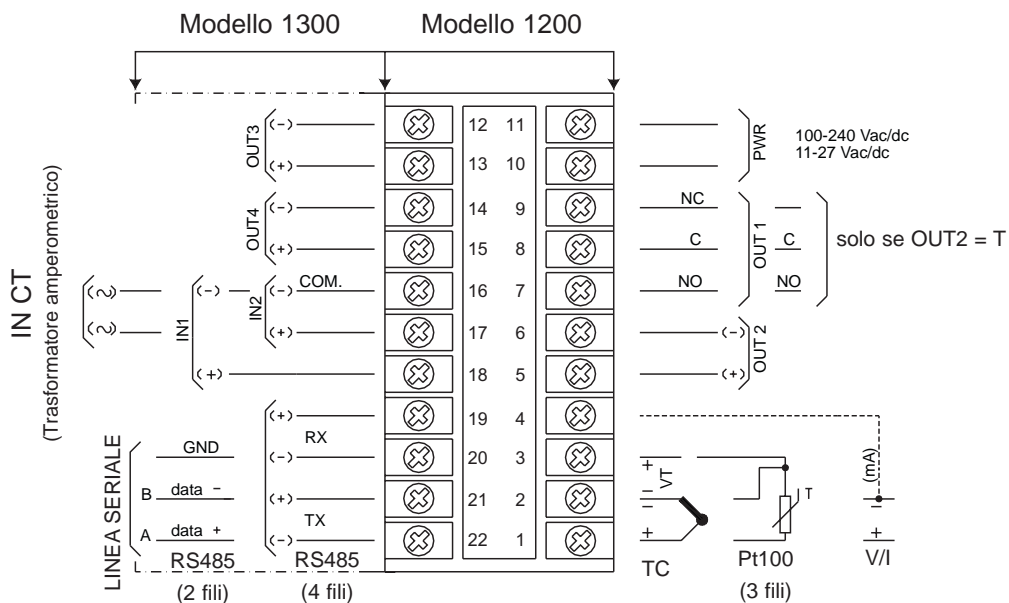 Modello 1300 Modello 1200
OUT3 (-) 12 11 PWR 100-240 Vac/dc
(+) 13 10 11-27 Vac/dc
OUT4 (-) 14 9 NC
(+) 15 8 C OUT 1 C solo se OUT2 = T
IN CT
(Trasformatore amperometrico)
IN1 (-) IN2 (-) COM. 16 7 NO NO
(+) 17 6 (-) OUT 2
(+) 18 5 (+)
LINEA SERIALE
(+) RX 19 4 (mA)
GND (-) 20 3 + VT
B data - (+) TX 21 2 - - T -
A data + (-) 22 1 + +
RS485 RS485 TC Pt100 V/I
(2 fili) (4 fili) (3 fili)